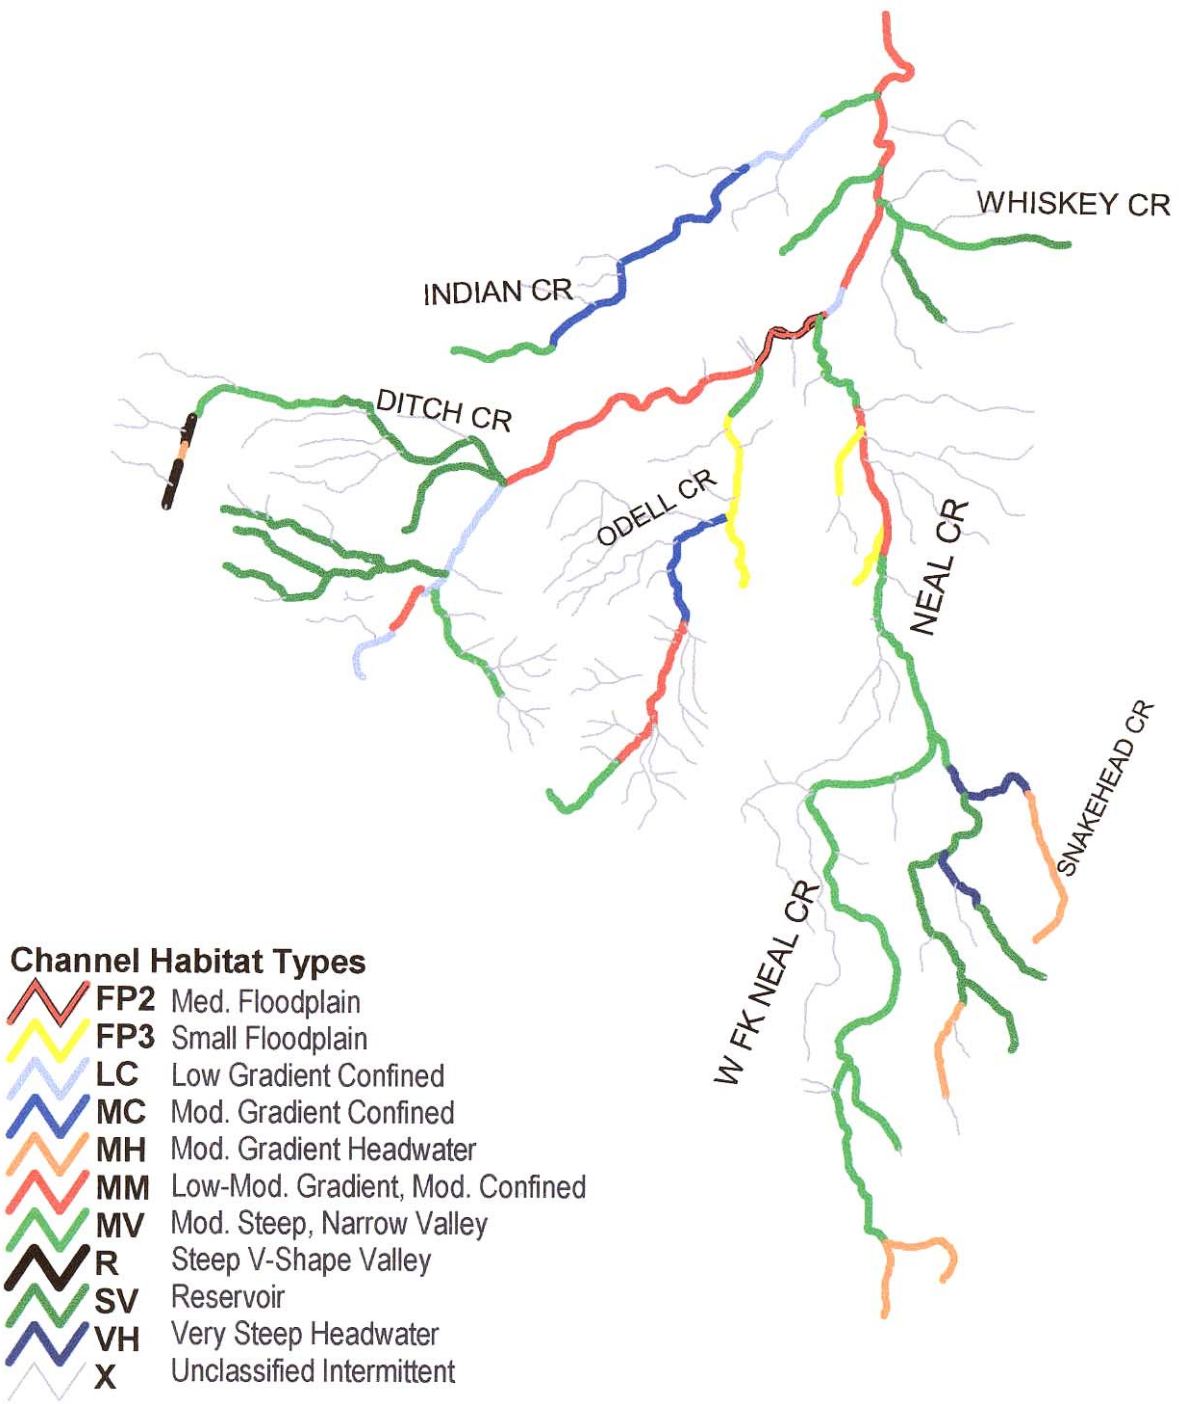 WHISKEY CR
INDIAN CR
DITCH CR
ODELL CR
NEAL CR
SNAKEHEAD CR
W FK NEAL CR
Channel Habitat Types
FP2 Med. Floodplain
FP3 Small Floodplain
LC Low Gradient Confined
MC Mod. Gradient Confined
MH Mod. Gradient Headwater
MM Low-Mod. Gradient, Mod. Confined
MV Mod. Steep, Narrow Valley
R Steep V-Shape Valley
SV Reservoir
VH Very Steep Headwater
X Unclassified Intermittent